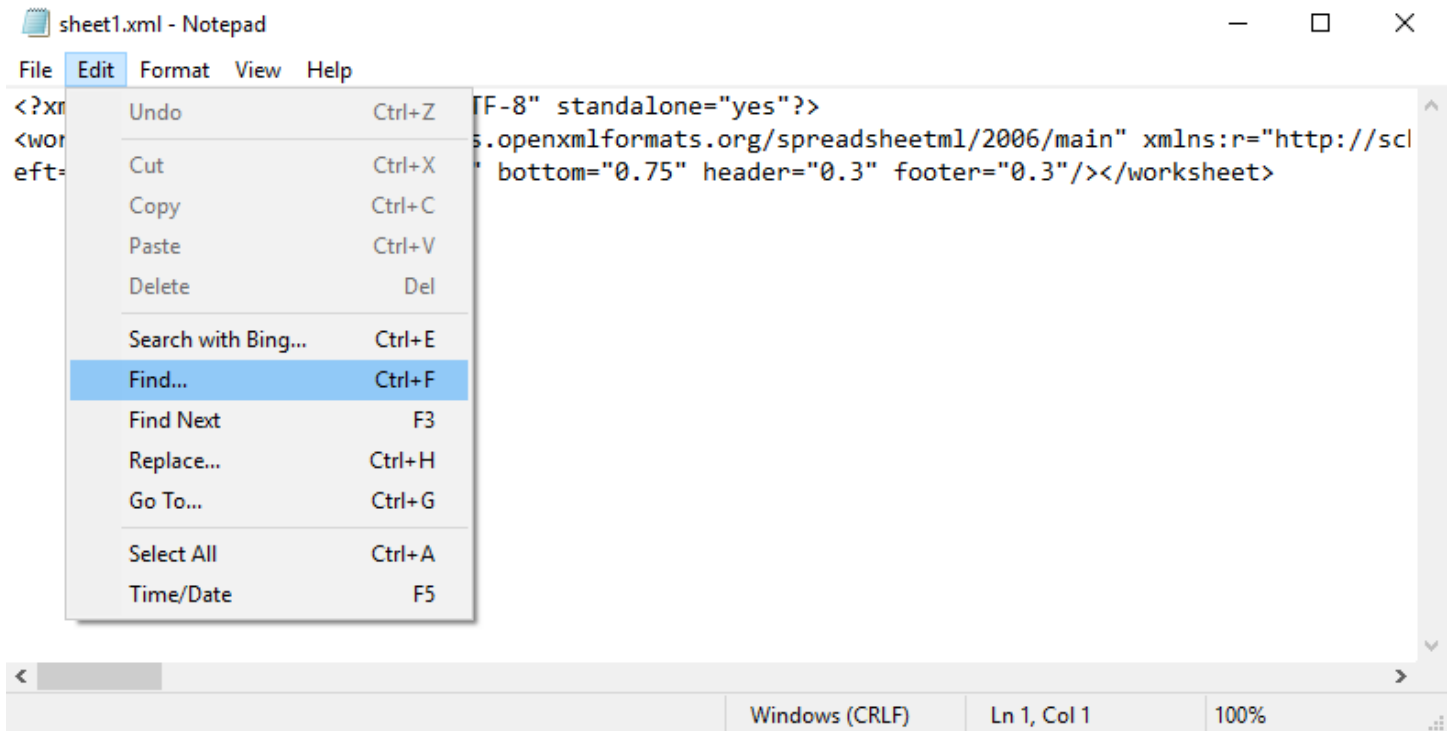 sheet1.xml - Notepad
File Edit Format View Help
<?xm TF-8" standalone="yes"?>
<wor s.openxmlformats.org/spreadsheetml/2006/main" xmlns:r="http://scl
eft= " bottom="0.75" header="0.3" footer="0.3"/></worksheet>
Undo Ctrl+Z
Cut Ctrl+X
Copy Ctrl+C
Paste Ctrl+V
Delete Del
Search with Bing... Ctrl+E
Find... Ctrl+F
Find Next F3
Replace... Ctrl+H
Go To... Ctrl+G
Select All Ctrl+A
Time/Date F5
Windows (CRLF) Ln 1, Col 1 100%